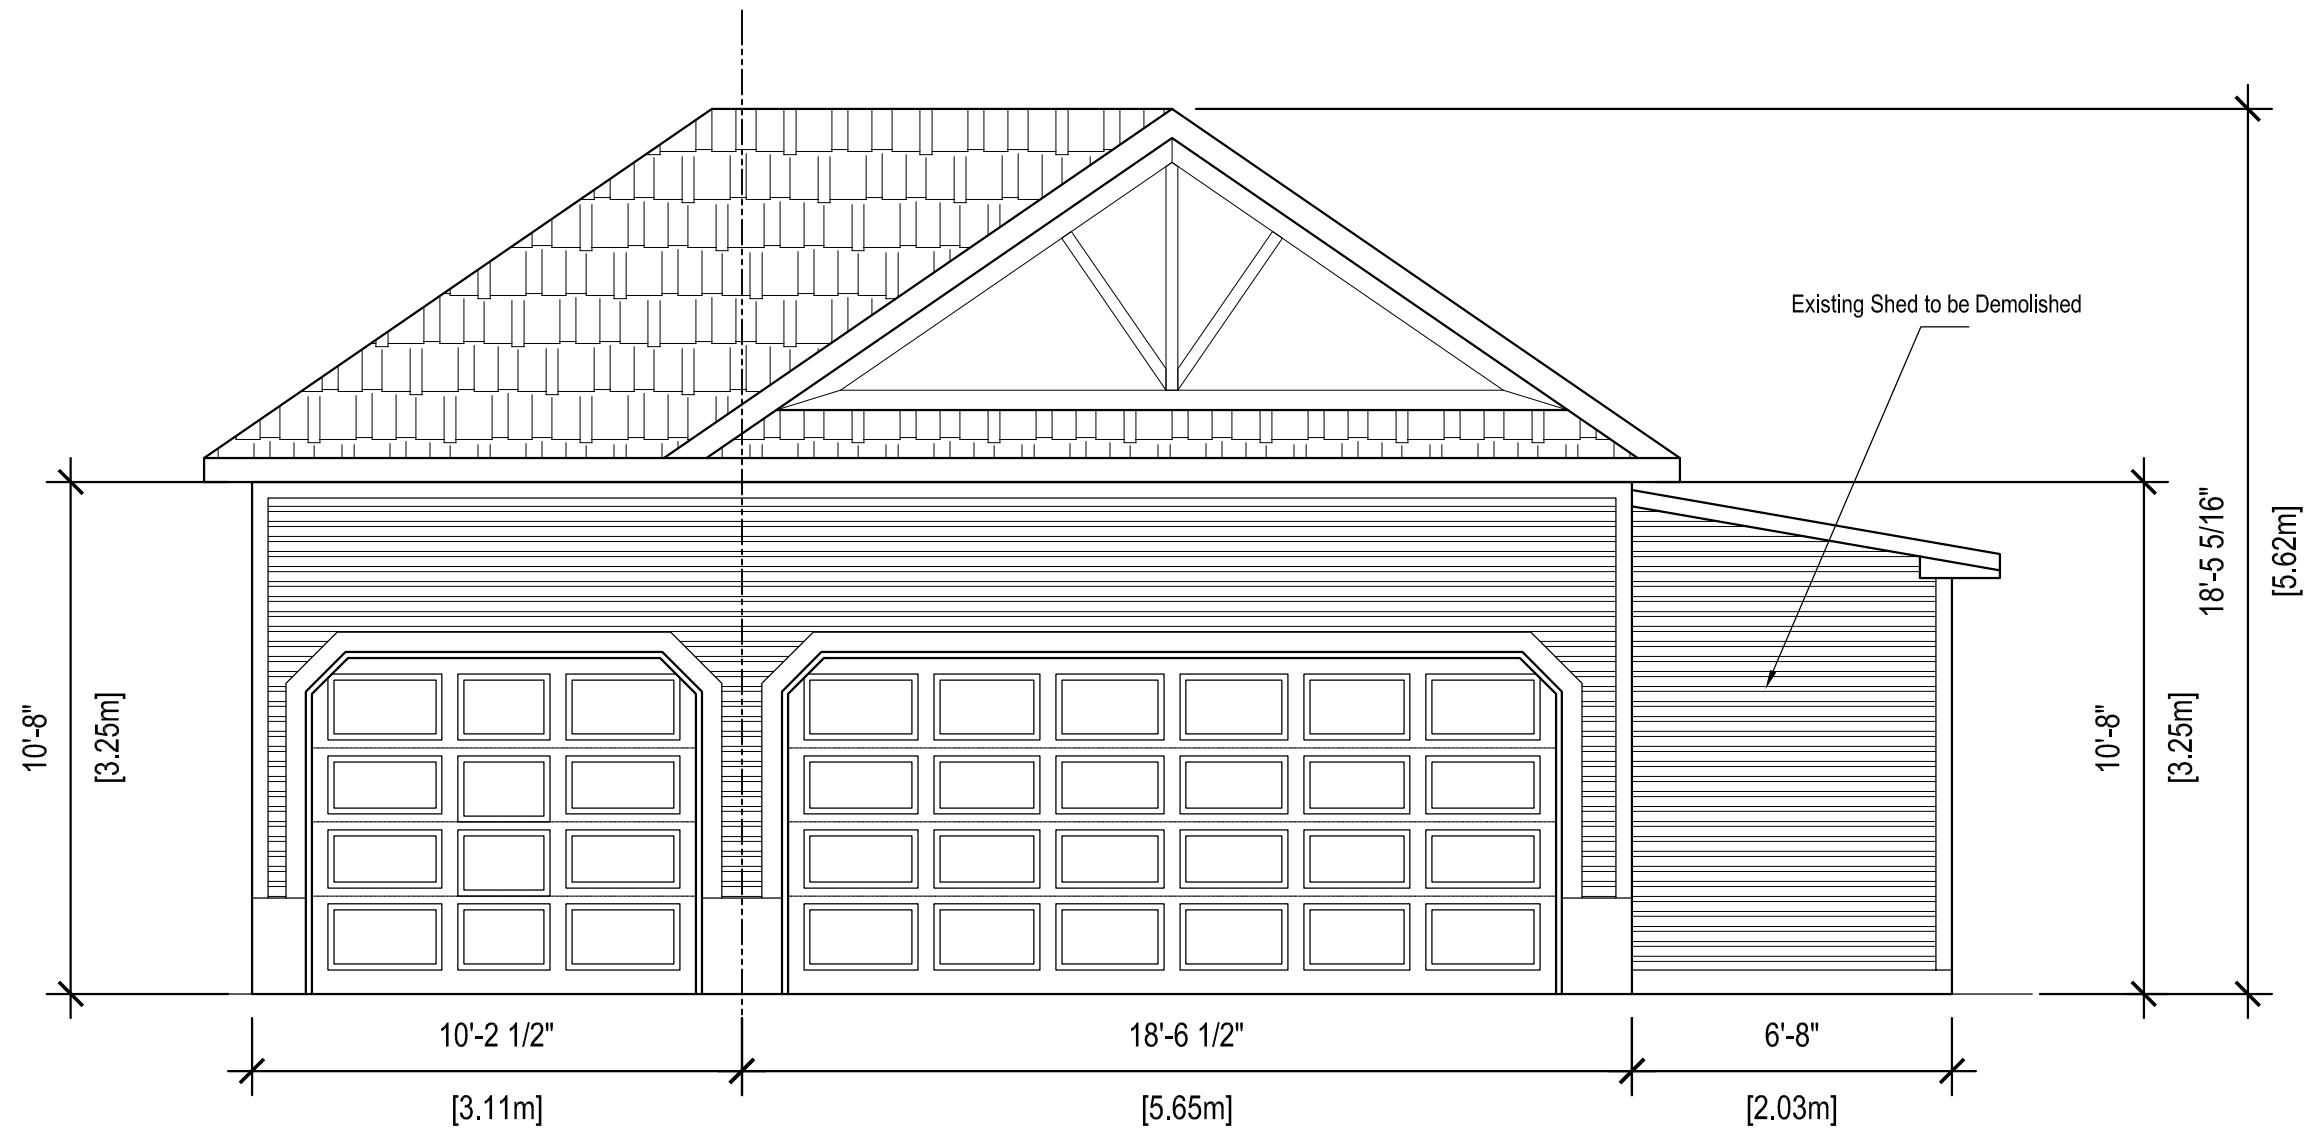 Existing Shed to be Demolished
10'-8"
[3.25m]
10'-8"
[3.25m]
18'-5 5/16"
[5.62m]
10'-2 1/2"
[3.11m]
18'-6 1/2"
[5.65m]
6'-8"
[2.03m]